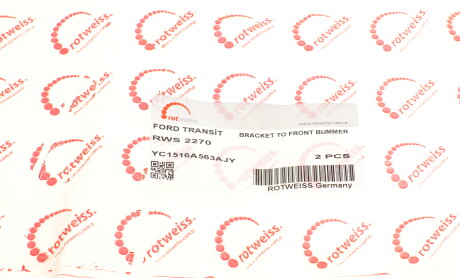 rotweiss
FORD TRANSİT
BRACKET TO FRONT BUMMER
RWS 2270
YC1516A563AJY
2 PCS
ROTWEISS Germany